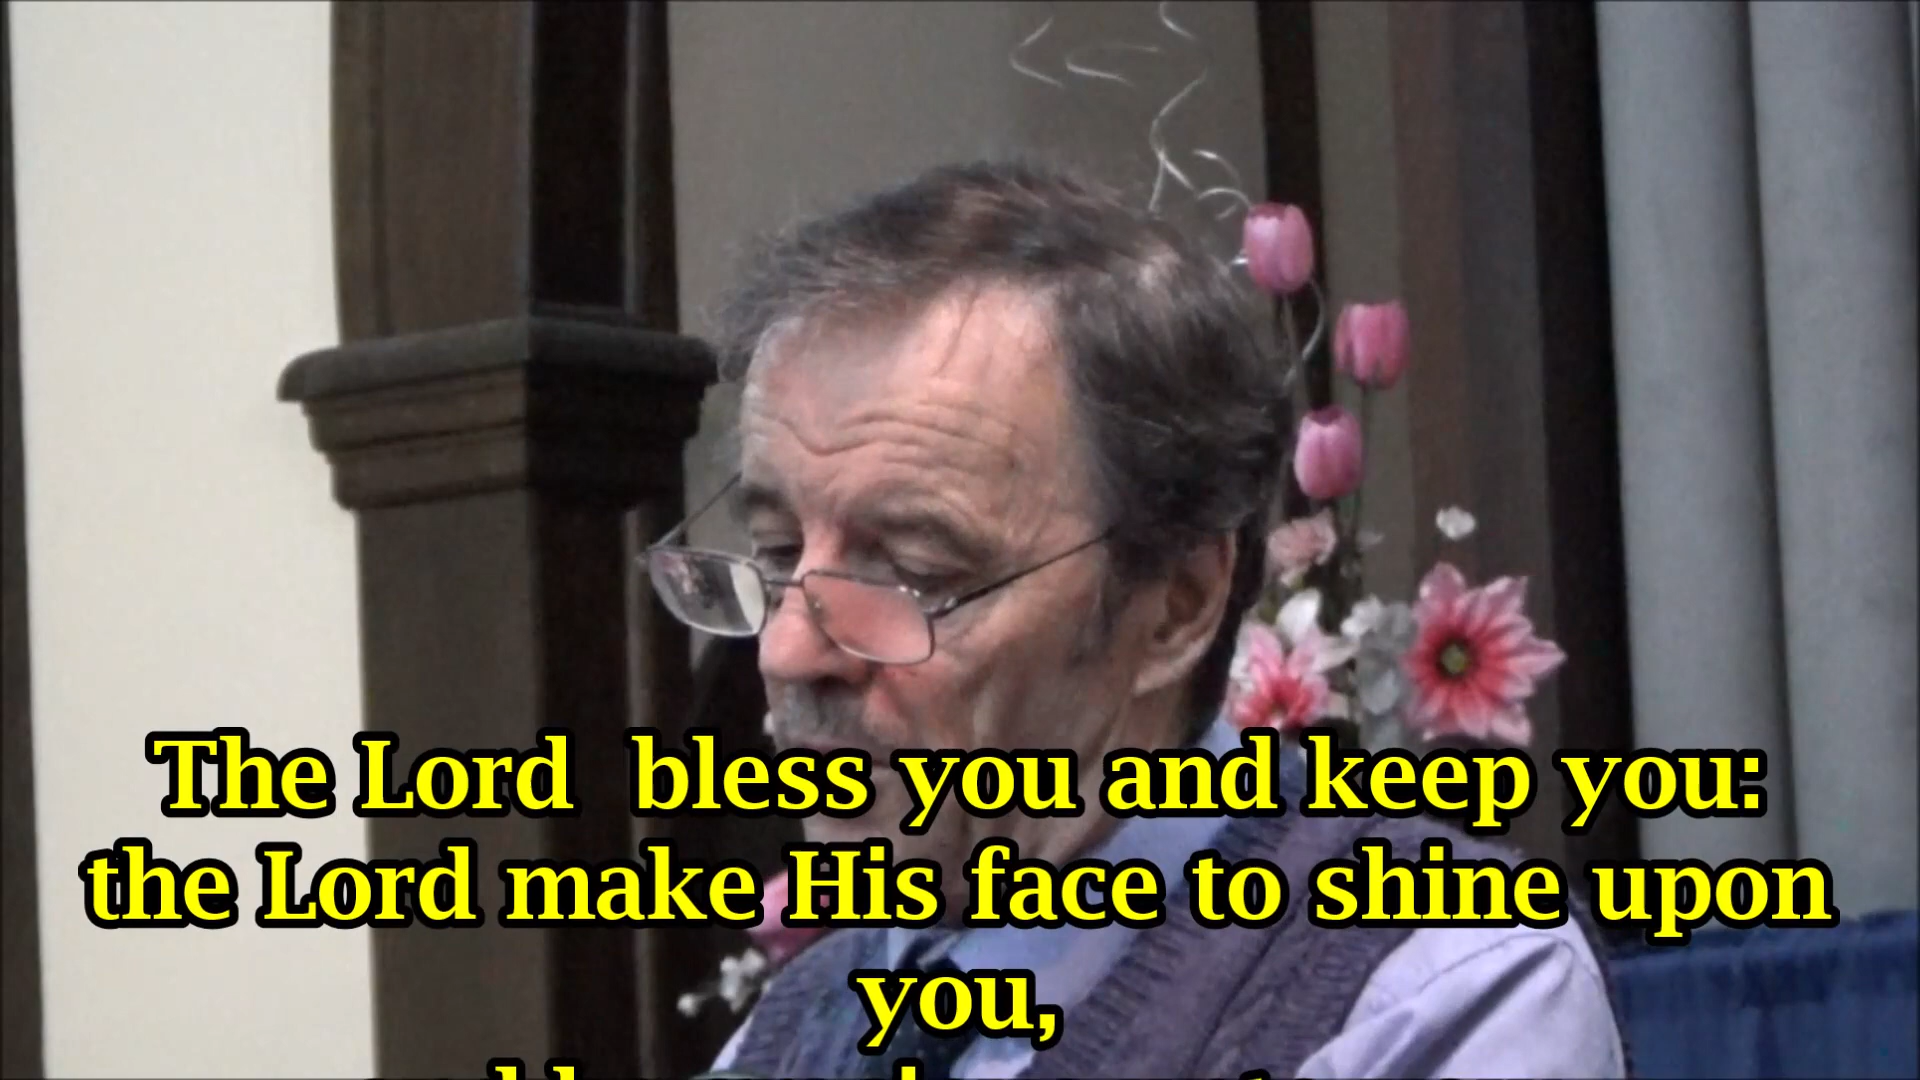 The Lord  bless you and keep you:
the Lord make His face to shine upon
you,